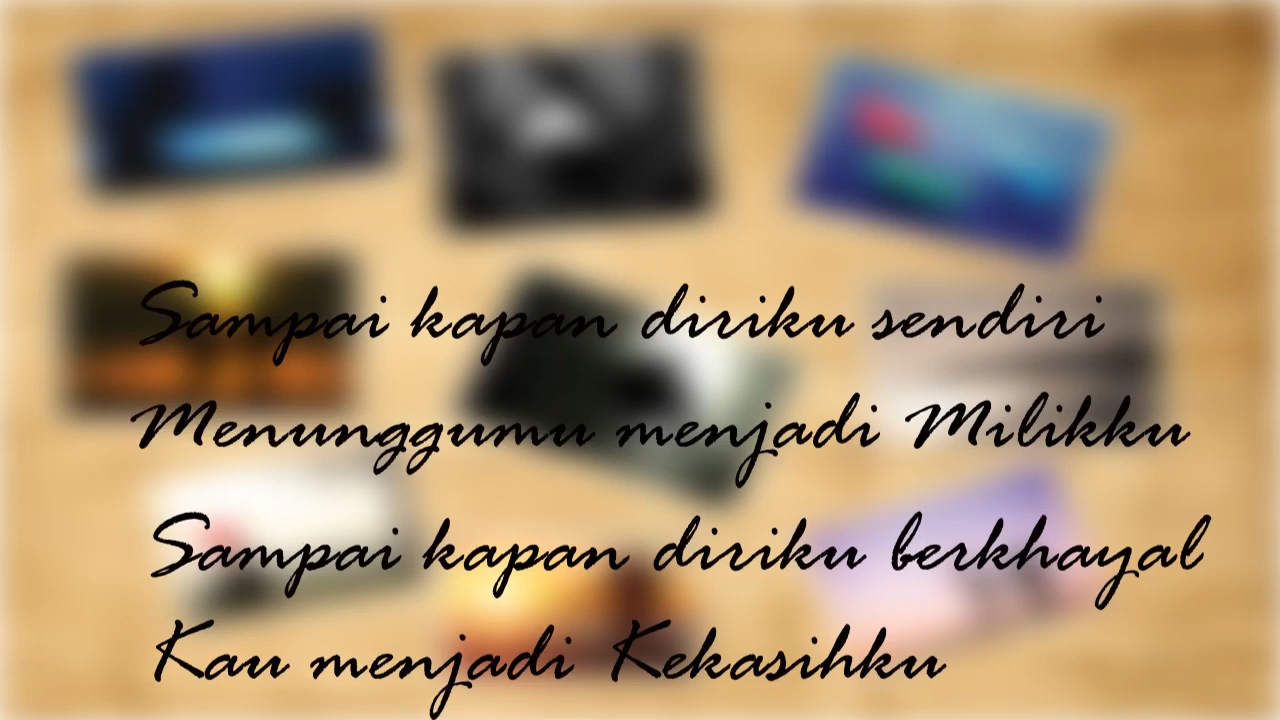 Sampai kapan diriku sendiri
Menunggumu menjadi Milikku
Sampai kapan diriku berkhayal
Kau menjadi Kekasihku